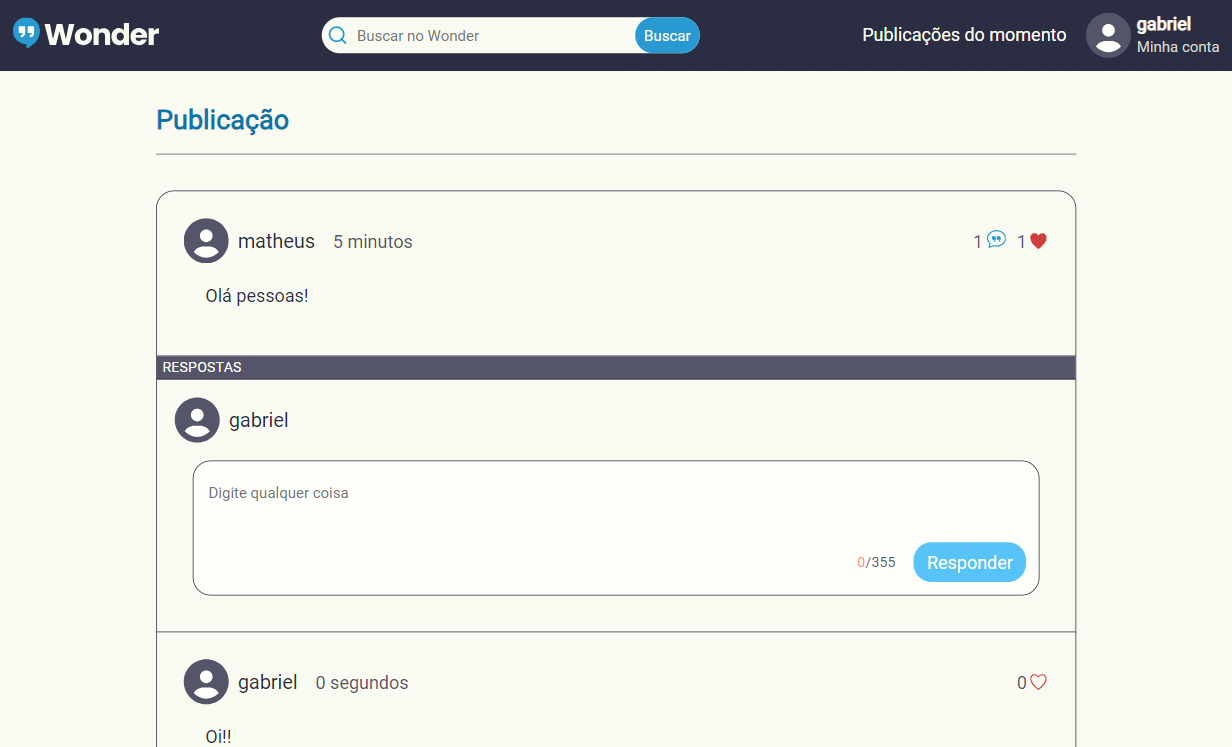 Wonder
Buscar no Wonder
Buscar
Publicações do momento
gabriel
Minha conta
Publicação
matheus 5 minutos 1 1
Olá pessoas!
RESPOSTAS
gabriel
Digite qualquer coisa
0/355
Responder
gabriel 0 segundos 0
Oi!!